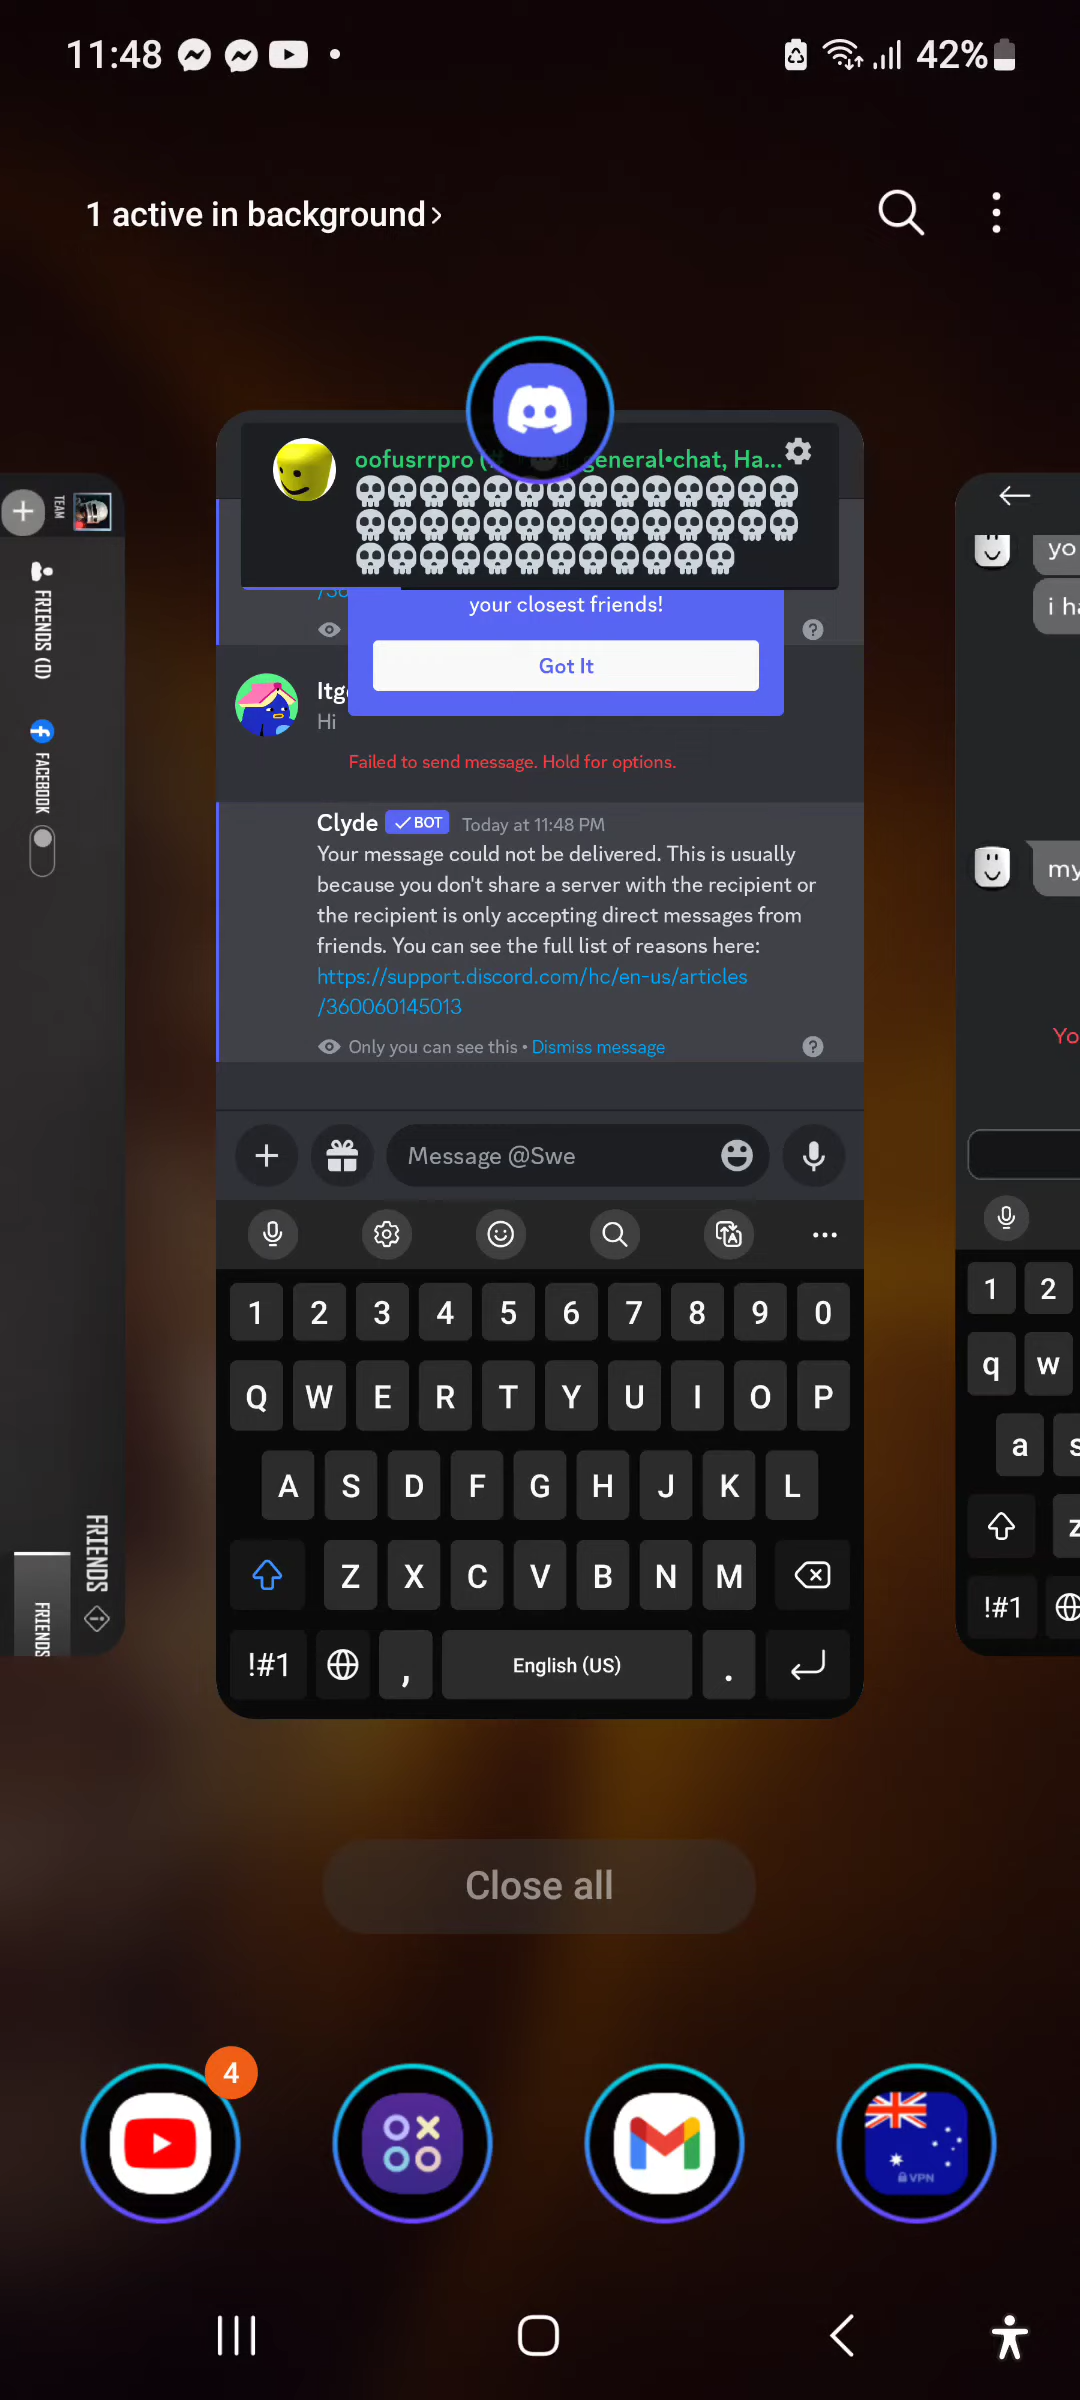 11:48
42%
1 active in background
oofusrrpro (
general•chat, Ha...
your closest friends!
Got It
Itg
Hi
Failed to send message. Hold for options.
Clyde BOT Today at 11:48 PM
Your message could not be delivered. This is usually
because you don't share a server with the recipient or
the recipient is only accepting direct messages from
friends. You can see the full list of reasons here:
https://support.discord.com/hc/en-us/articles
/360060145013
Only you can see this • Dismiss message
Message @Swe
1 2 3 4 5 6 7 8 9 0
Q W E R T Y U I O P
A S D F G H J K L
Z X C V B N M
!#1 , English (US) .
TEAM
FRIENDS (0)
FACEBOOK
FRIENDS
FRIENDS
yo
i ha
my
Yo
1 2
q w
a s
z
!#1
Close all
4
VPN